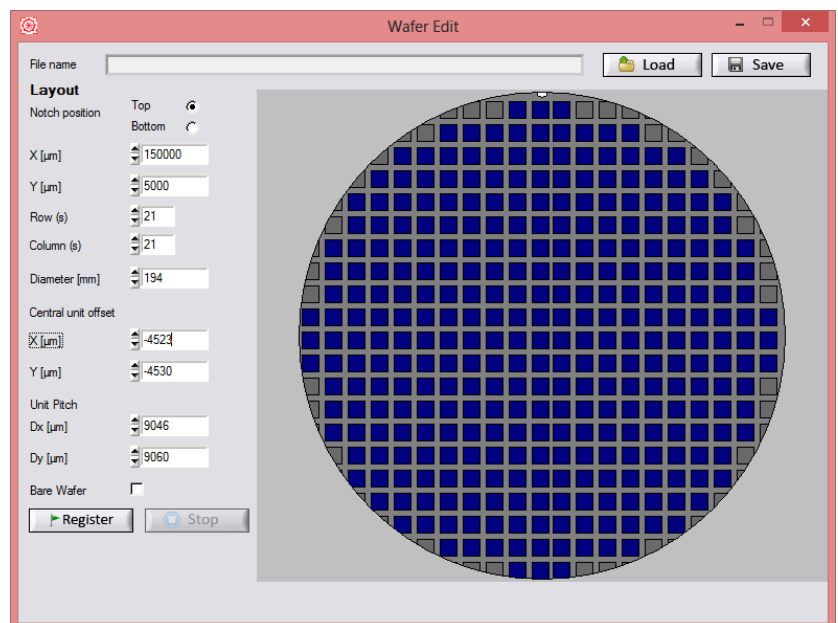 Wafer Edit
File name
Load
Save
Layout
Notch position
Top
Bottom
X [µm]
150000
Y [µm]
5000
Row (s)
21
Column (s)
21
Diameter [mm]
194
Central unit offset
X [µm]
-4523
Y [µm]
-4530
Unit Pitch
Dx [µm]
9046
Dy [µm]
9060
Bare Wafer
Register
Stop